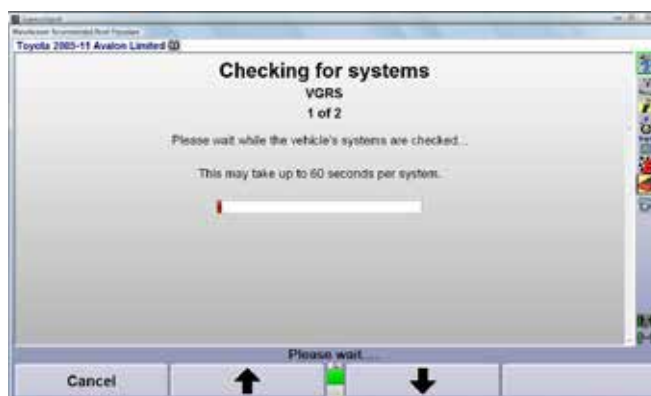 Toyota 2005-11 Avalon Limited
Checking for systems
VGRS
1 of 2
Please wait while the vehicle's systems are checked...
This may take up to 60 seconds per system.
Please wait....
Cancel